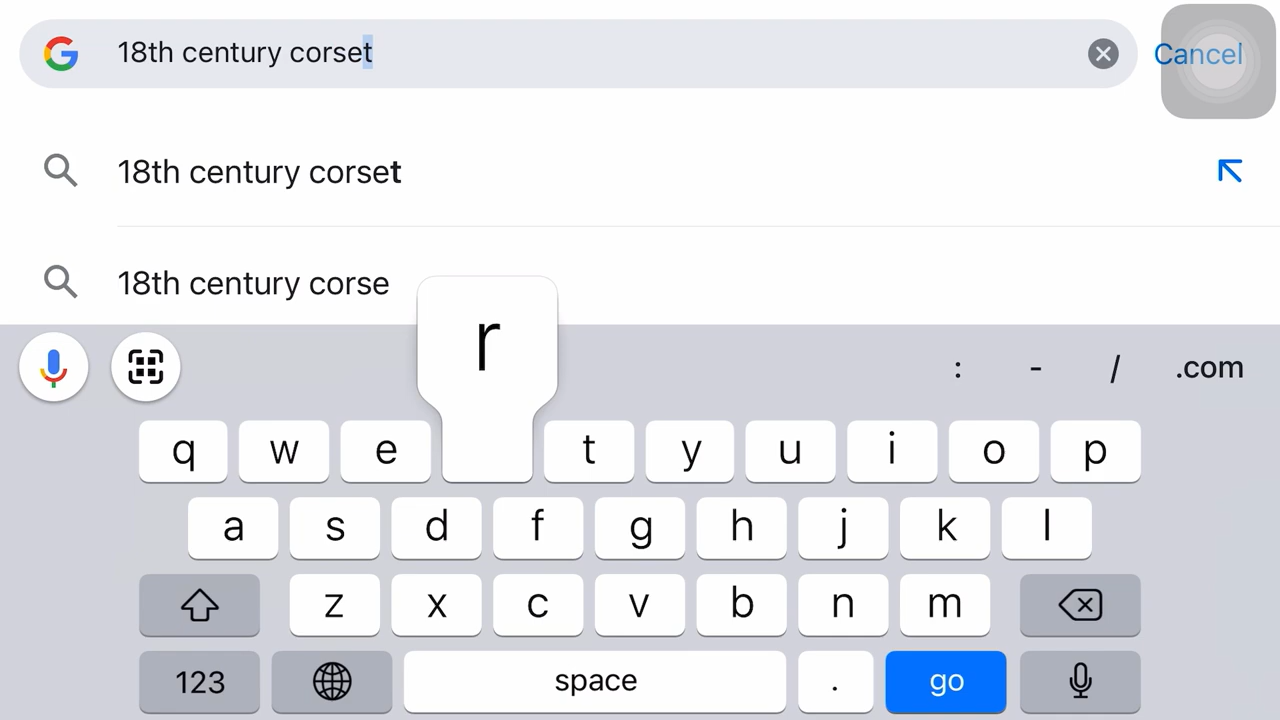 18th century corset
Cancel
18th century corset
18th century corse
r
: - / .com
q w e t y u i o p
a s d f g h j k l
z x c v b n m
123 space . go